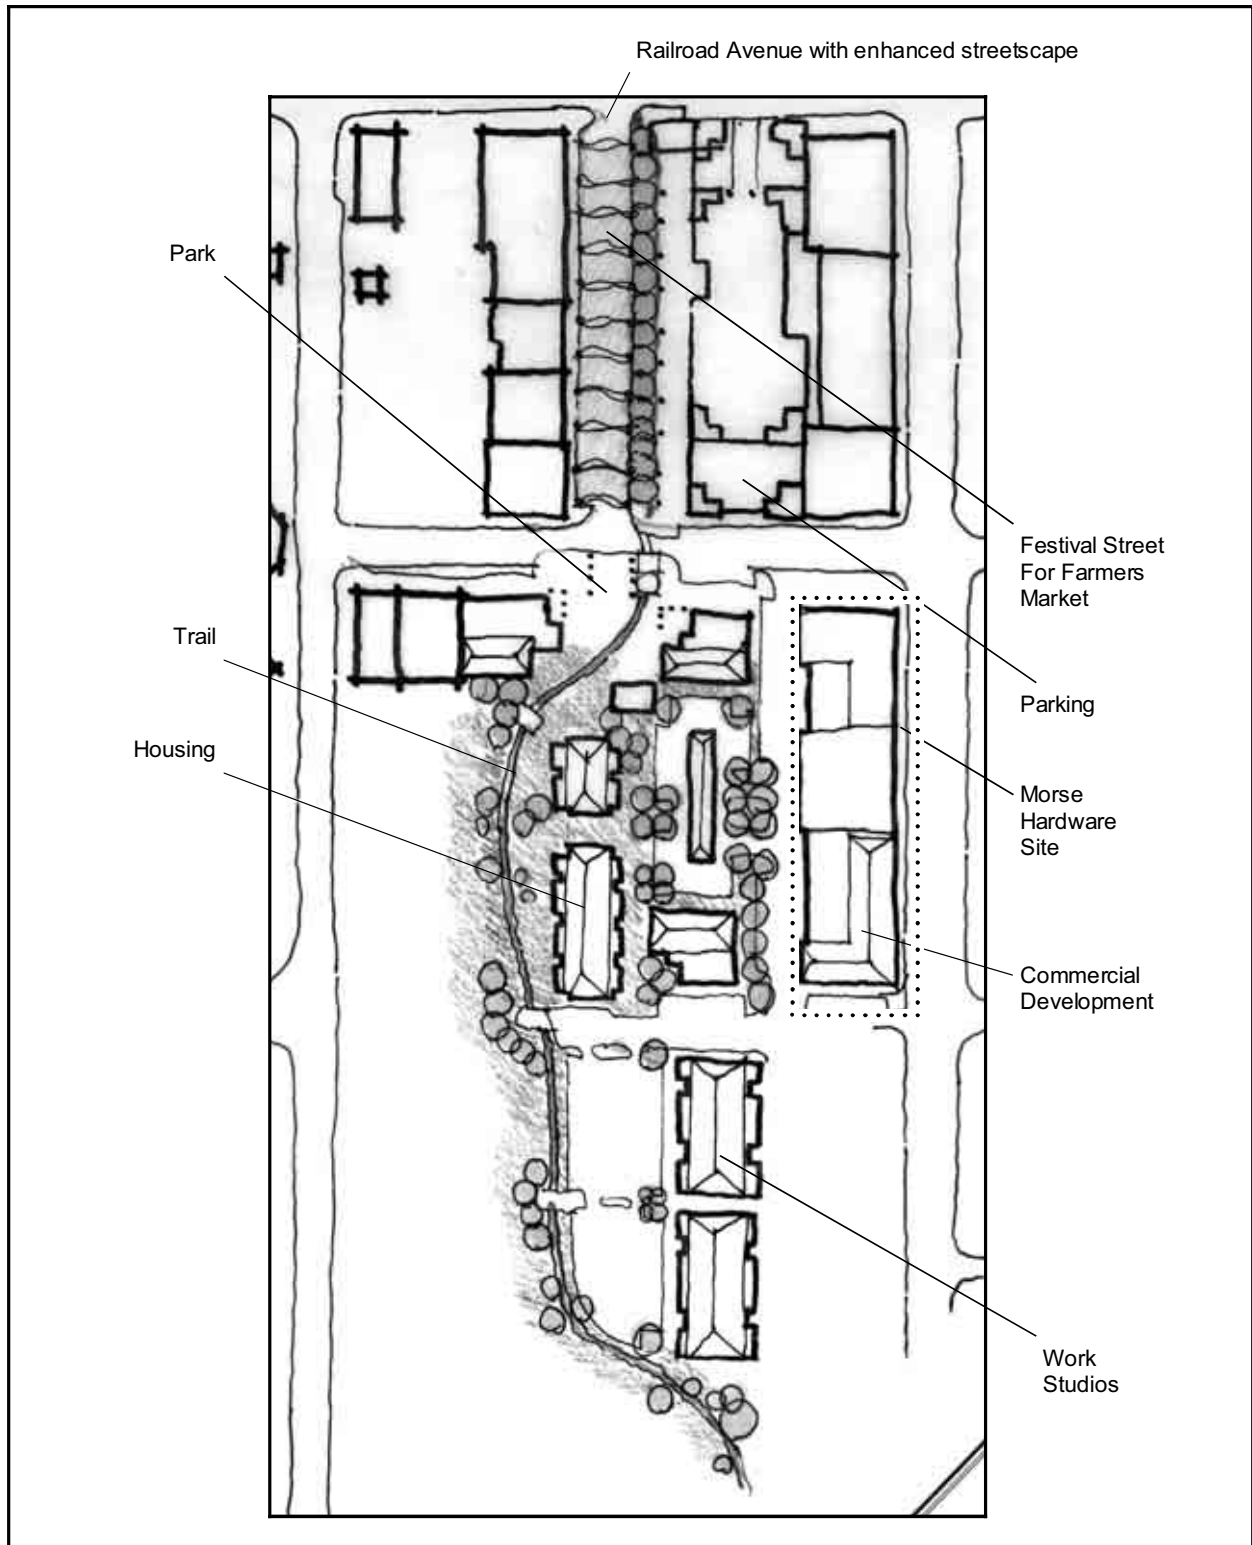 Railroad Avenue with enhanced streetscape
Park
Festival Street
For Farmers
Market
Trail
Parking
Housing
Morse
Hardware
Site
Commercial
Development
Work
Studios